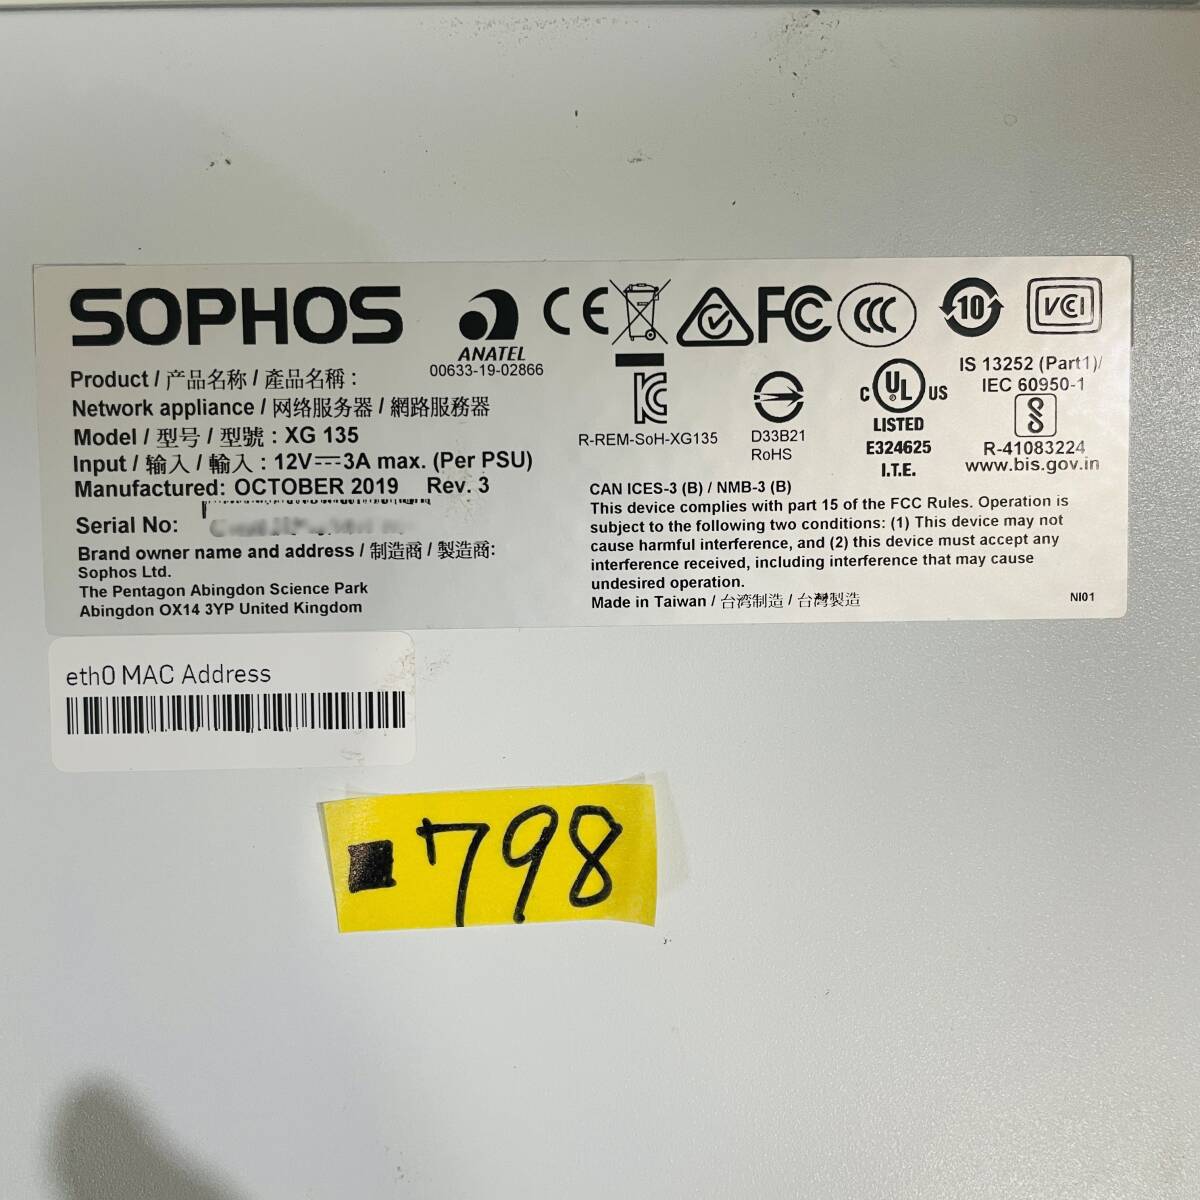 SOPHOS
ANATEL
00633-19-02866
10
VCCI
Product / 产品名称 / 產品名稱 :
Network appliance / 网络服务器 / 網路服務器
Model / 型号 / 型號 : XG 135
Input / 输入 / 輸入 : 12V⎓3A max. (Per PSU)
Manufactured: OCTOBER 2019 Rev. 3
Serial No:
Brand owner name and address / 制造商 / 製造商:
Sophos Ltd.
The Pentagon Abingdon Science Park
Abingdon OX14 3YP United Kingdom
R-REM-SoH-XG135
D33B21
RoHS
c UL US
LISTED
E324625
I.T.E.
IS 13252 (Part1)/
IEC 60950-1
R-41083224
www.bis.gov.in
CAN ICES-3 (B) / NMB-3 (B)
This device complies with part 15 of the FCC Rules. Operation is
subject to the following two conditions: (1) This device may not
cause harmful interference, and (2) this device must accept any
interference received, including interference that may cause
undesired operation.
Made in Taiwan / 台湾制造 / 台灣製造
NI01
eth0 MAC Address
798